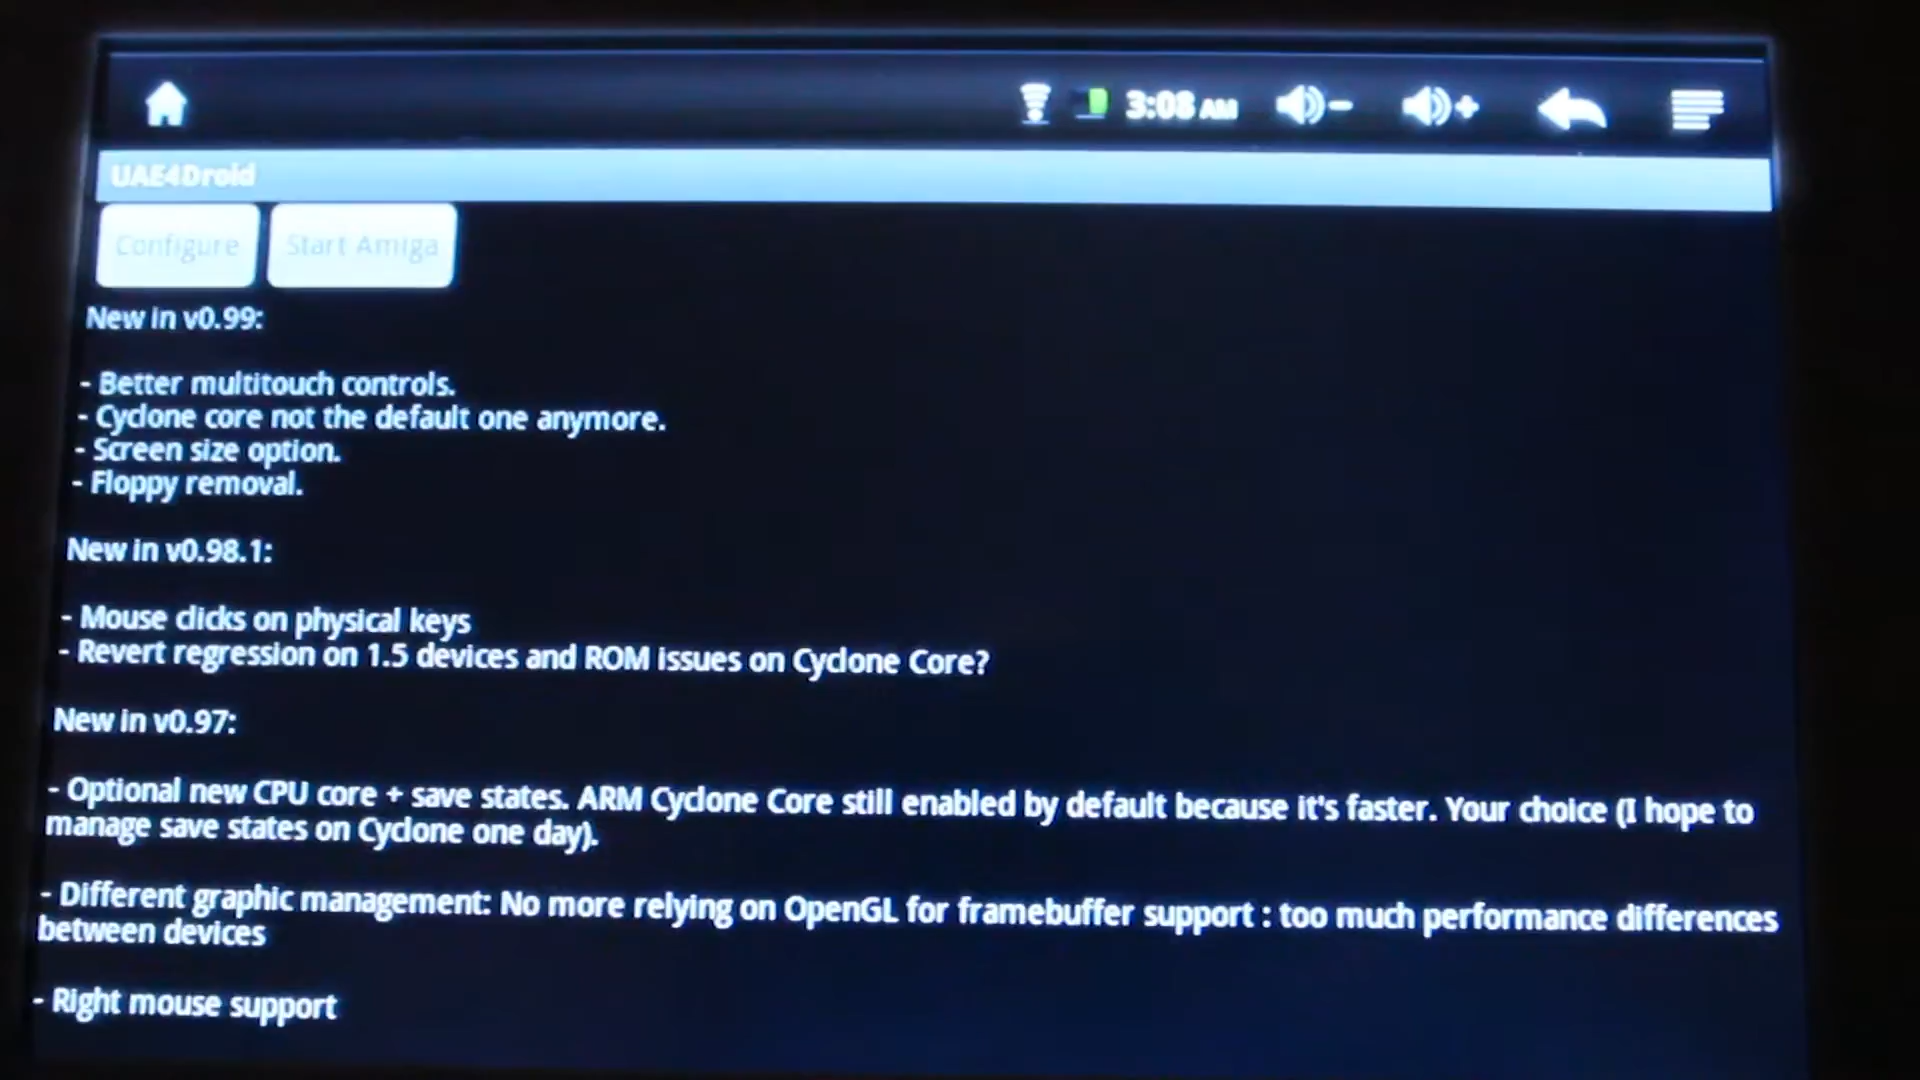 3:08 AM
UAE4Droid
Configure Start Amiga
New in v0.99:
- Better multitouch controls.
- Cyclone core not the default one anymore.
- Screen size option.
- Floppy removal.
New in v0.98.1:
- Mouse clicks on physical keys
- Revert regression on 1.5 devices and ROM issues on Cyclone Core?
New in v0.97:
- Optional new CPU core + save states. ARM Cyclone Core still enabled by default because it's faster. Your choice (I hope to
manage save states on Cyclone one day).
- Different graphic management: No more relying on OpenGL for framebuffer support : too much performance differences
between devices
- Right mouse support